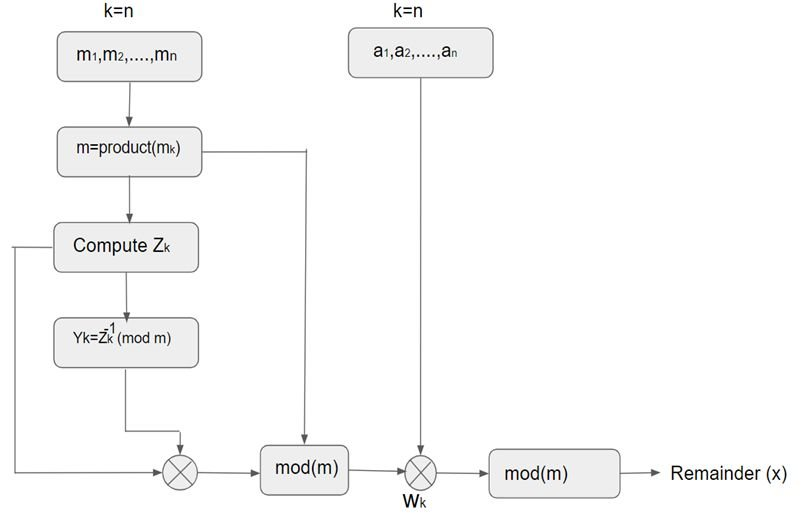 k=n
k=n
m1,m2,....,mn
a1,a2,....,an
m=product(mk)
Compute Zk
Yk=Zk-1 (mod m)
mod(m)
mod(m)
Remainder (x)
Wk